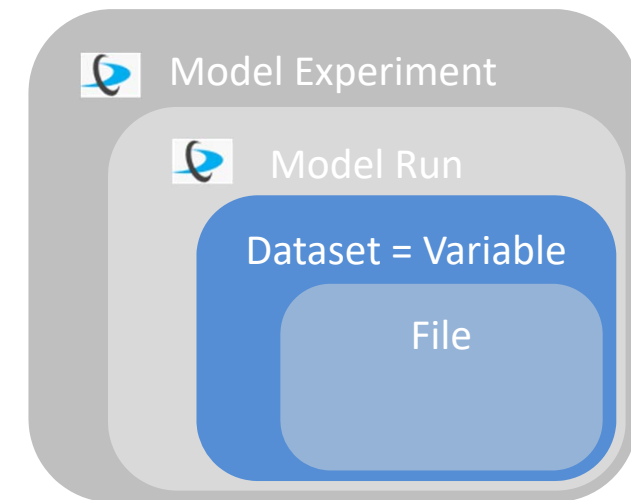 Model Experiment
Model Run
Dataset = Variable
File